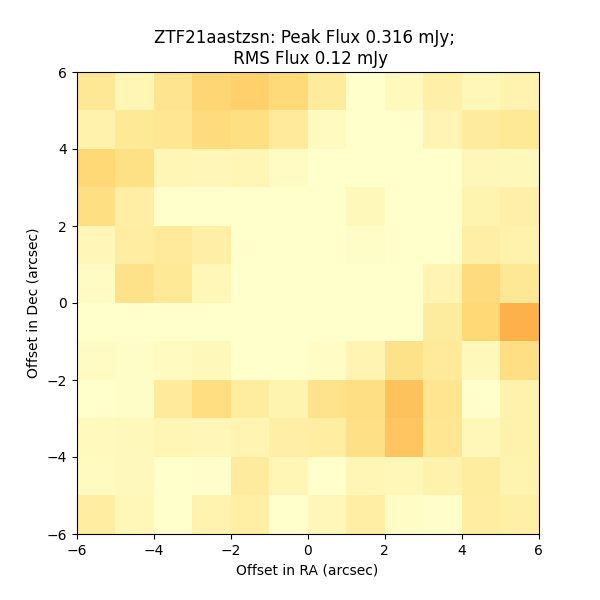 ZTF21aastzsn: Peak Flux 0.316 mJy;
RMS Flux 0.12 mJy
6
4
2
0
−2
−4
−6
Offset in Dec (arcsec)
−6 −4 −2 0 2 4 6
Offset in RA (arcsec)